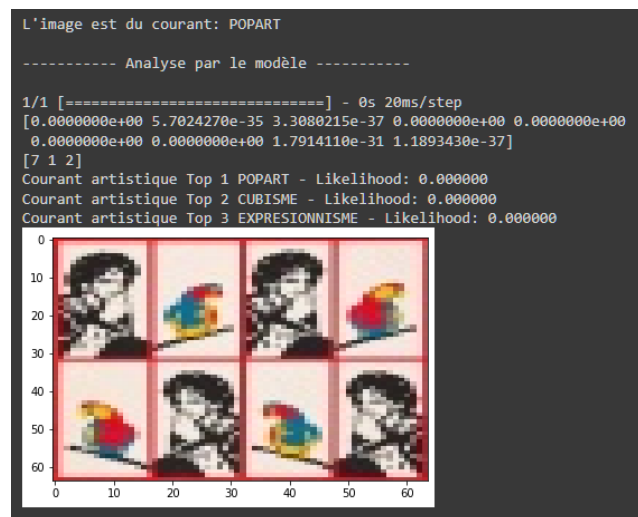 L'image est du courant: POPART
----------- Analyse par le modèle -----------
1/1 [==============================] - 0s 20ms/step
[0.0000000e+00 5.7024270e-35 3.3080215e-37 0.0000000e+00 0.0000000e+00
0.0000000e+00 0.0000000e+00 1.7914110e-31 1.1893430e-37]
[7 1 2]
Courant artistique Top 1 POPART - Likelihood: 0.000000
Courant artistique Top 2 CUBISME - Likelihood: 0.000000
Courant artistique Top 3 EXPRESIONNISME - Likelihood: 0.000000
0
10
20
30
40
50
60
0 10 20 30 40 50 60